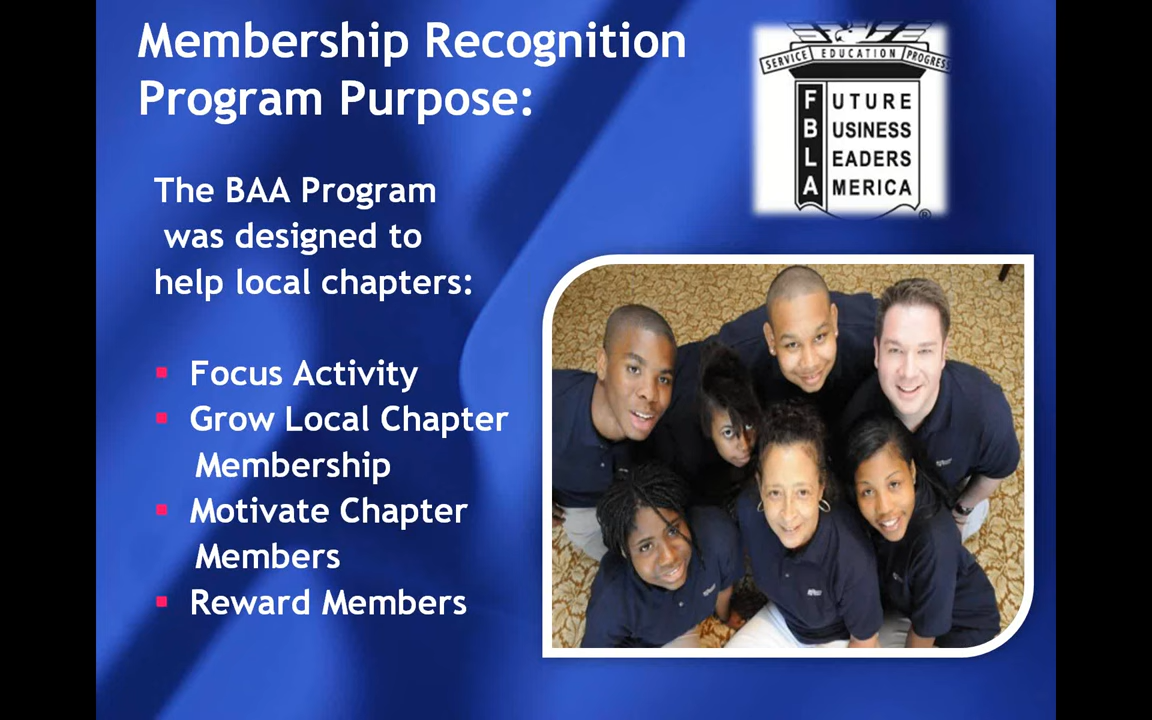 Membership Recognition
Program Purpose:
SERVICE EDUCATION PROGRESS
FUTURE
BUSINESS
LEADERS
AMERICA
®
The BAA Program
was designed to
help local chapters:
▪ Focus Activity
▪ Grow Local Chapter
Membership
▪ Motivate Chapter
Members
▪ Reward Members